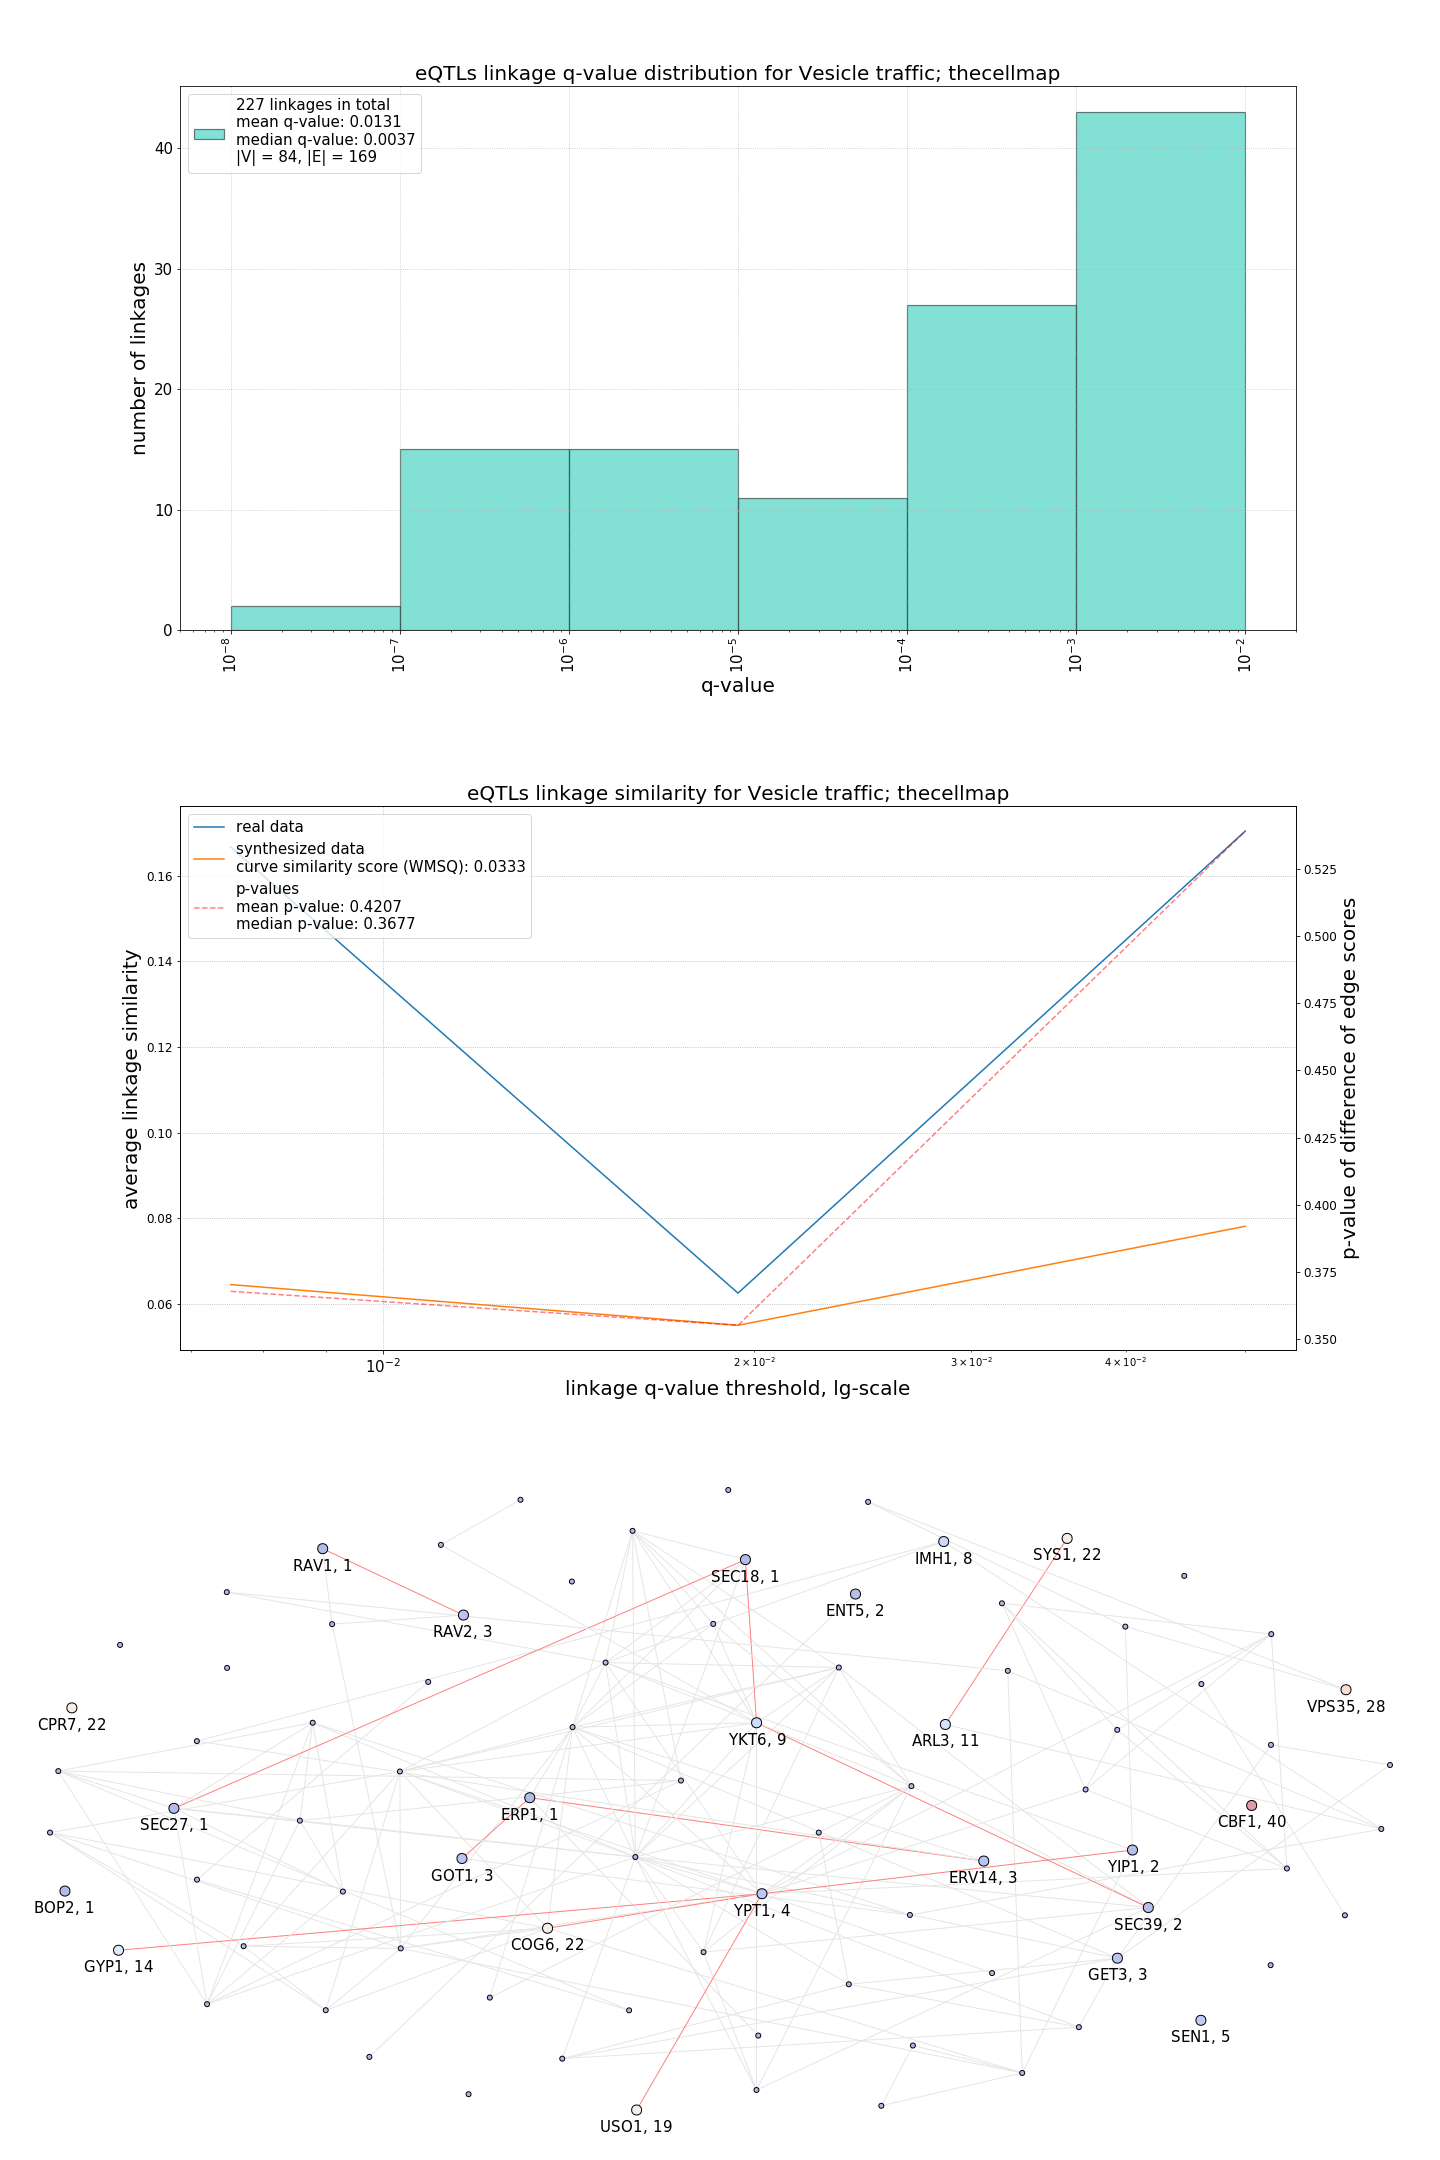 eQTLs linkage q-value distribution for Vesicle traffic; thecellmap
227 linkages in total
mean q-value: 0.0131
median q-value: 0.0037
|V| = 84, |E| = 169
number of linkages
40
30
20
10
0
10⁻⁸
10⁻⁷
10⁻⁶
10⁻⁵
10⁻⁴
10⁻³
10⁻²
q-value
eQTLs linkage similarity for Vesicle traffic; thecellmap
real data
synthesized data
curve similarity score (WMSQ): 0.0333
p-values
mean p-value: 0.4207
median p-value: 0.3677
average linkage similarity
0.16
0.14
0.12
0.10
0.08
0.06
p-value of difference of edge scores
0.525
0.500
0.475
0.450
0.425
0.400
0.375
0.350
10⁻²
2 × 10⁻²
3 × 10⁻²
4 × 10⁻²
linkage q-value threshold, lg-scale
RAV1, 1
SEC18, 1
IMH1, 8
SYS1, 22
ENT5, 2
RAV2, 3
CPR7, 22
VPS35, 28
YKT6, 9
ARL3, 11
SEC27, 1
ERP1, 1
CBF1, 40
GOT1, 3
ERV14, 3
YIP1, 2
BOP2, 1
YPT1, 4
SEC39, 2
COG6, 22
GYP1, 14
GET3, 3
SEN1, 5
USO1, 19